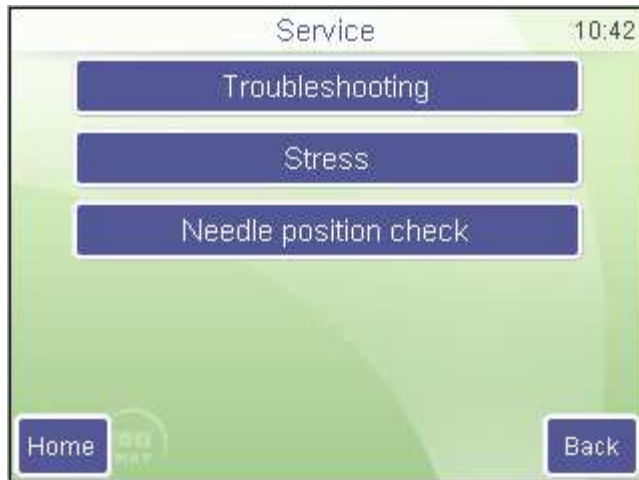 Service 10:42
Troubleshooting
Stress
Needle position check
Home Back